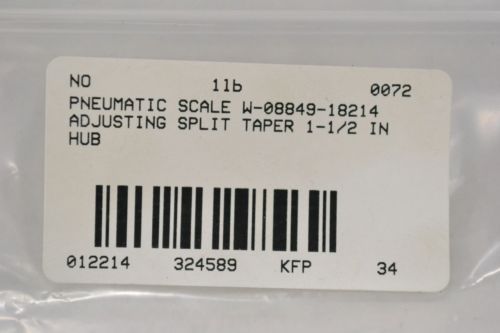 NO 11b 0072
PNEUMATIC SCALE W-08849-18214
ADJUSTING SPLIT TAPER 1-1/2 IN
HUB
012214 324589 KFP 34